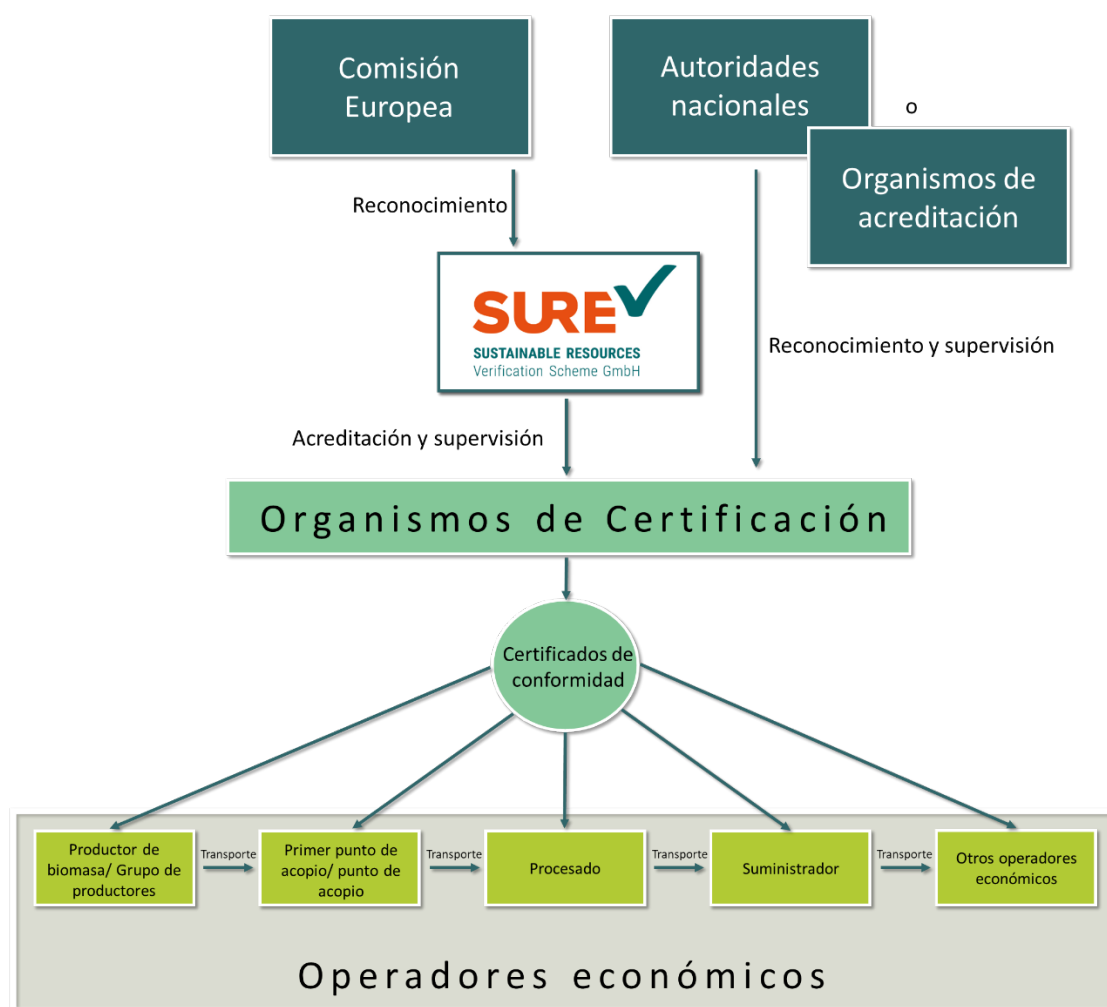 Comisión
Europea
Autoridades
nacionales
o
Organismos de
acreditación
Reconocimiento
SURE
SUSTAINABLE RESOURCES
Verification Scheme GmbH
Reconocimiento y supervisión
Acreditación y supervisión
Organismos de Certificación
Certificados de
conformidad
Productor de
biomasa/ Grupo de
productores
Transporte
Primer punto de
acopio/ punto de
acopio
Transporte
Procesado
Transporte
Suministrador
Transporte
Otros operadores
económicos
Operadores económicos